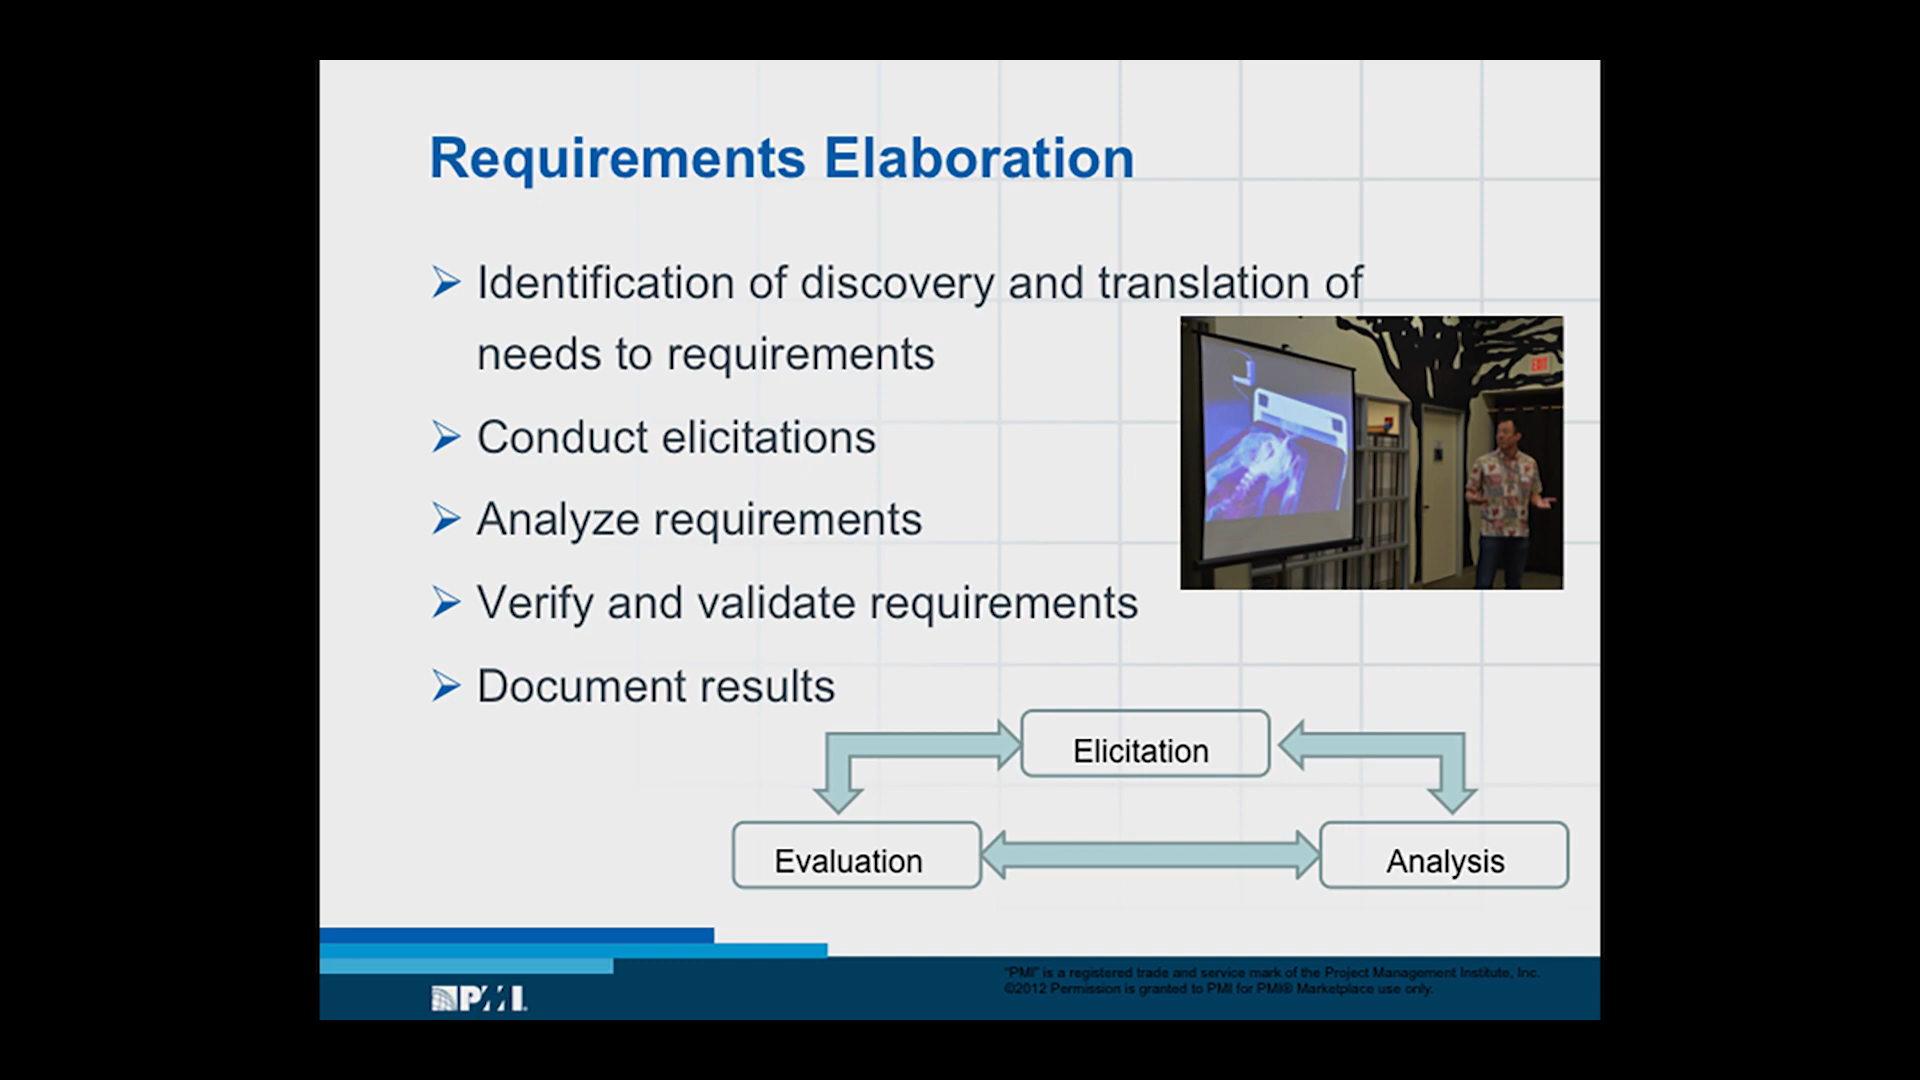 Requirements Elaboration
Identification of discovery and translation of
needs to requirements
EXIT
Conduct elicitations
Analyze requirements
Verify and validate requirements
Document results
Elicitation
Evaluation
Analysis
"PMI" is a registered trade and service mark of the Project Management Institute, Inc.
©2012 Permission is granted to PMI for PMI® Marketplace use only.
PMI